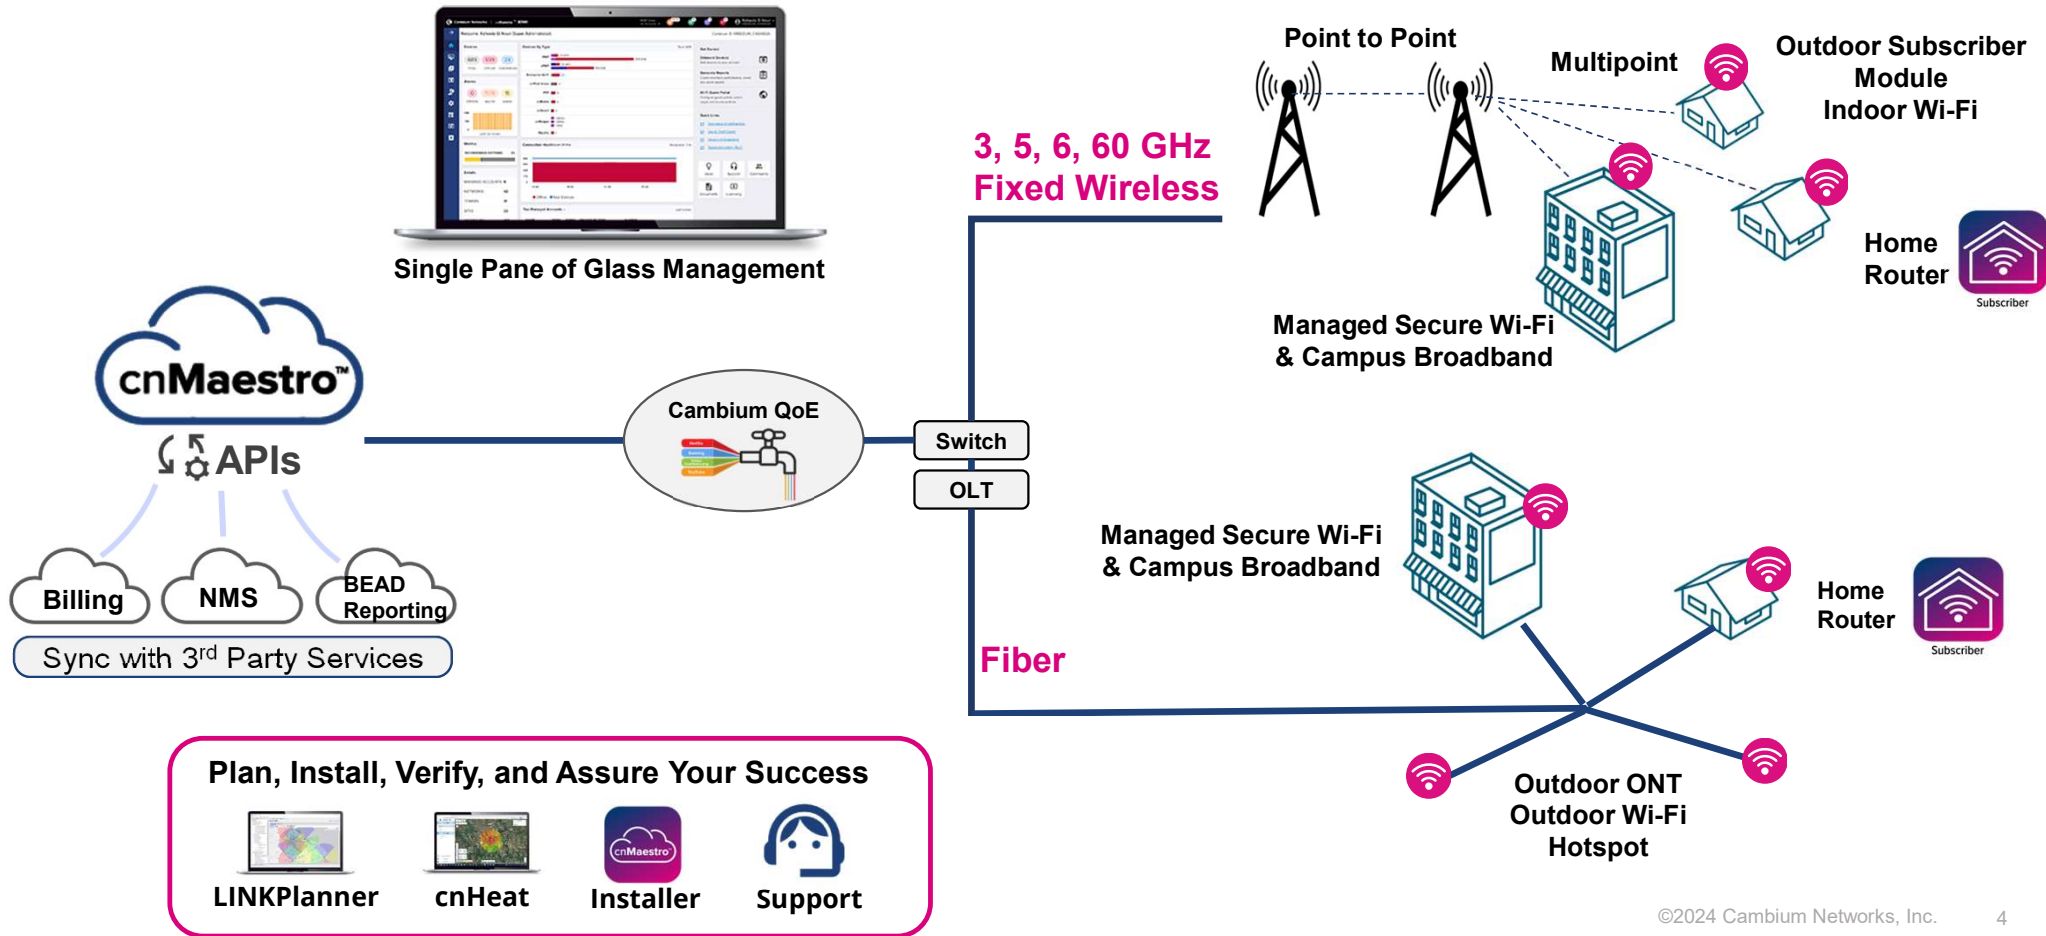 Single Pane of Glass Management
cnMaestro™
APIs
Billing
NMS
BEAD
Reporting
Sync with 3rd Party Services
Cambium QoE
Switch
OLT
3, 5, 6, 60 GHz
Fixed Wireless
Point to Point
Multipoint
Outdoor Subscriber
Module
Indoor Wi-Fi
Home
Router
Subscriber
Managed Secure Wi-Fi
& Campus Broadband
Managed Secure Wi-Fi
& Campus Broadband
Home
Router
Subscriber
Fiber
Outdoor ONT
Outdoor Wi-Fi
Hotspot
Plan, Install, Verify, and Assure Your Success
LINKPlanner
cnHeat
cnMaestro
Installer
Support
©2024 Cambium Networks, Inc.
4